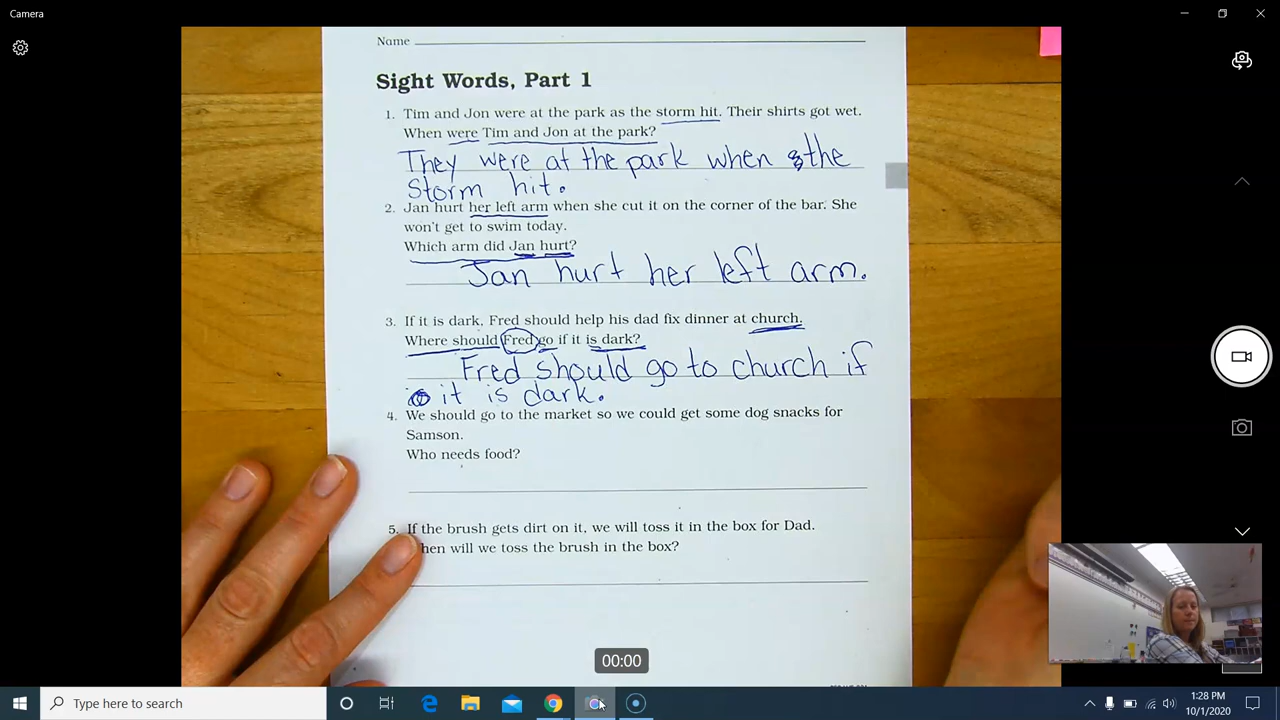 Camera
Name
Sight Words, Part 1
1. Tim and Jon were at the park as the storm hit. Their shirts got wet.
When were Tim and Jon at the park?
They were at the park when the
Storm hit.
2. Jan hurt her left arm when she cut it on the corner of the bar. She
won't get to swim today.
Which arm did Jan hurt?
Jan hurt her left arm.
3. If it is dark, Fred should help his dad fix dinner at church.
Where should Fred go if it is dark?
Fred should go to church if
it is dark.
4. We should go to the market so we could get some dog snacks for
Samson.
Who needs food?
5. If the brush gets dirt on it, we will toss it in the box for Dad.
hen will we toss the brush in the box?
00:00
Type here to search
1:28 PM
10/1/2020